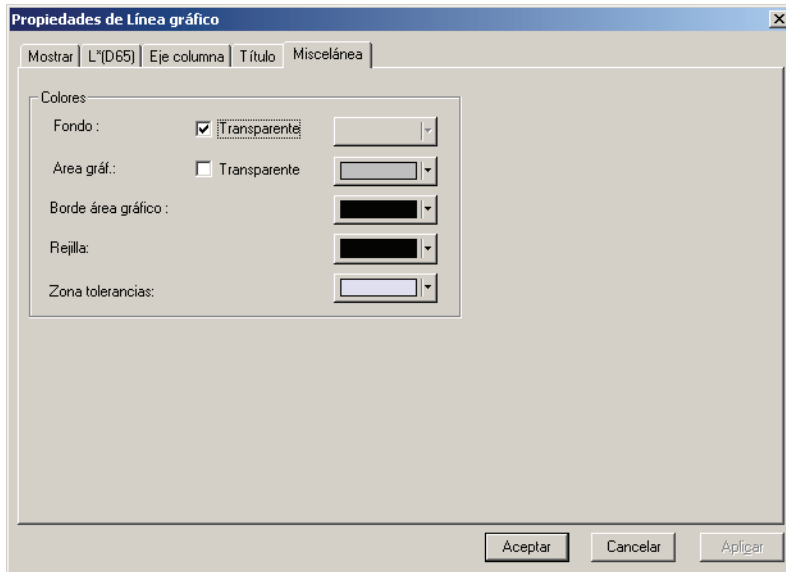 Propiedades de Línea gráfico
Mostrar L*(D65) Eje columna Título Miscelánea
Colores
Fondo : Transparente
Area gráf.: Transparente
Borde área gráfico :
Rejilla:
Zona tolerancias:
Aceptar Cancelar Aplicar